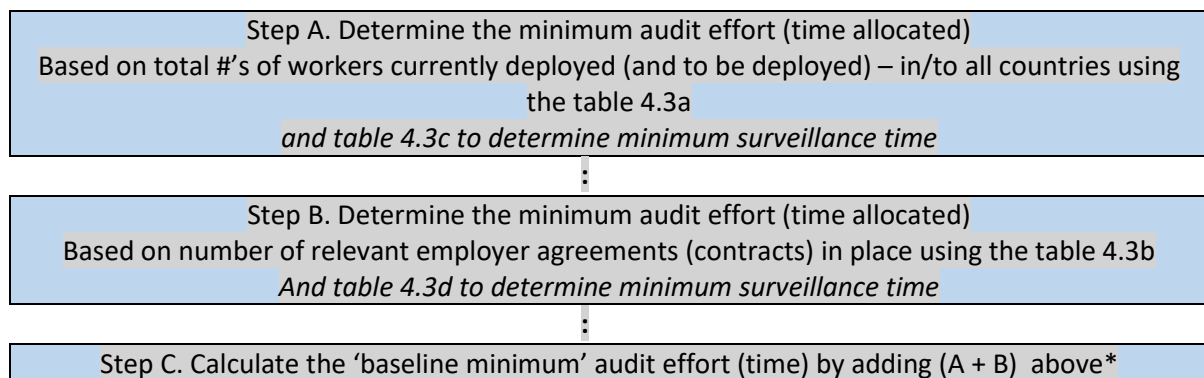 Step A. Determine the minimum audit effort (time allocated)
Based on total #’s of workers currently deployed (and to be deployed) – in/to all countries using
the table 4.3a
and table 4.3c to determine minimum surveillance time
:
Step B. Determine the minimum audit effort (time allocated)
Based on number of relevant employer agreements (contracts) in place using the table 4.3b
And table 4.3d to determine minimum surveillance time
:
Step C. Calculate the ‘baseline minimum’ audit effort (time) by adding (A + B) above*